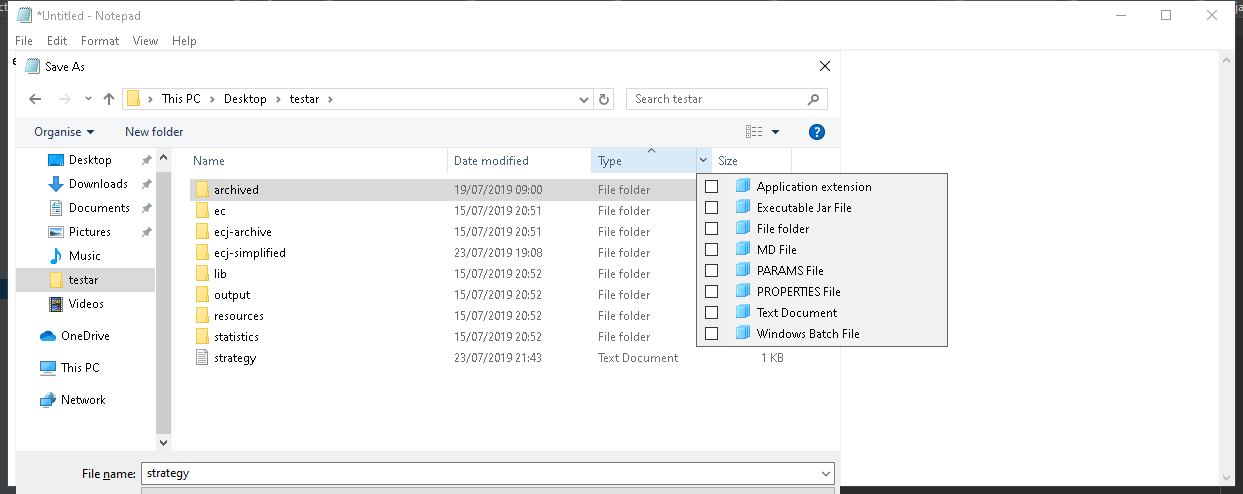 *Untitled - Notepad
File Edit Format View Help
Save As
This PC Desktop testar
Search testar
Organise New folder
Name Date modified Type Size
Desktop
Downloads
Documents
Pictures
Music
testar
Videos
OneDrive
This PC
Network
archived 19/07/2019 09:00 File folder
ec 15/07/2019 20:51 File folder
ecj-archive 15/07/2019 20:51 File folder
ecj-simplified 23/07/2019 19:08 File folder
lib 15/07/2019 20:52 File folder
output 15/07/2019 20:52 File folder
resources 15/07/2019 20:52 File folder
statistics 15/07/2019 20:52 File folder
strategy 23/07/2019 21:43 Text Document 1 KB
Application extension
Executable Jar File
File folder
MD File
PARAMS File
PROPERTIES File
Text Document
Windows Batch File
File name: strategy